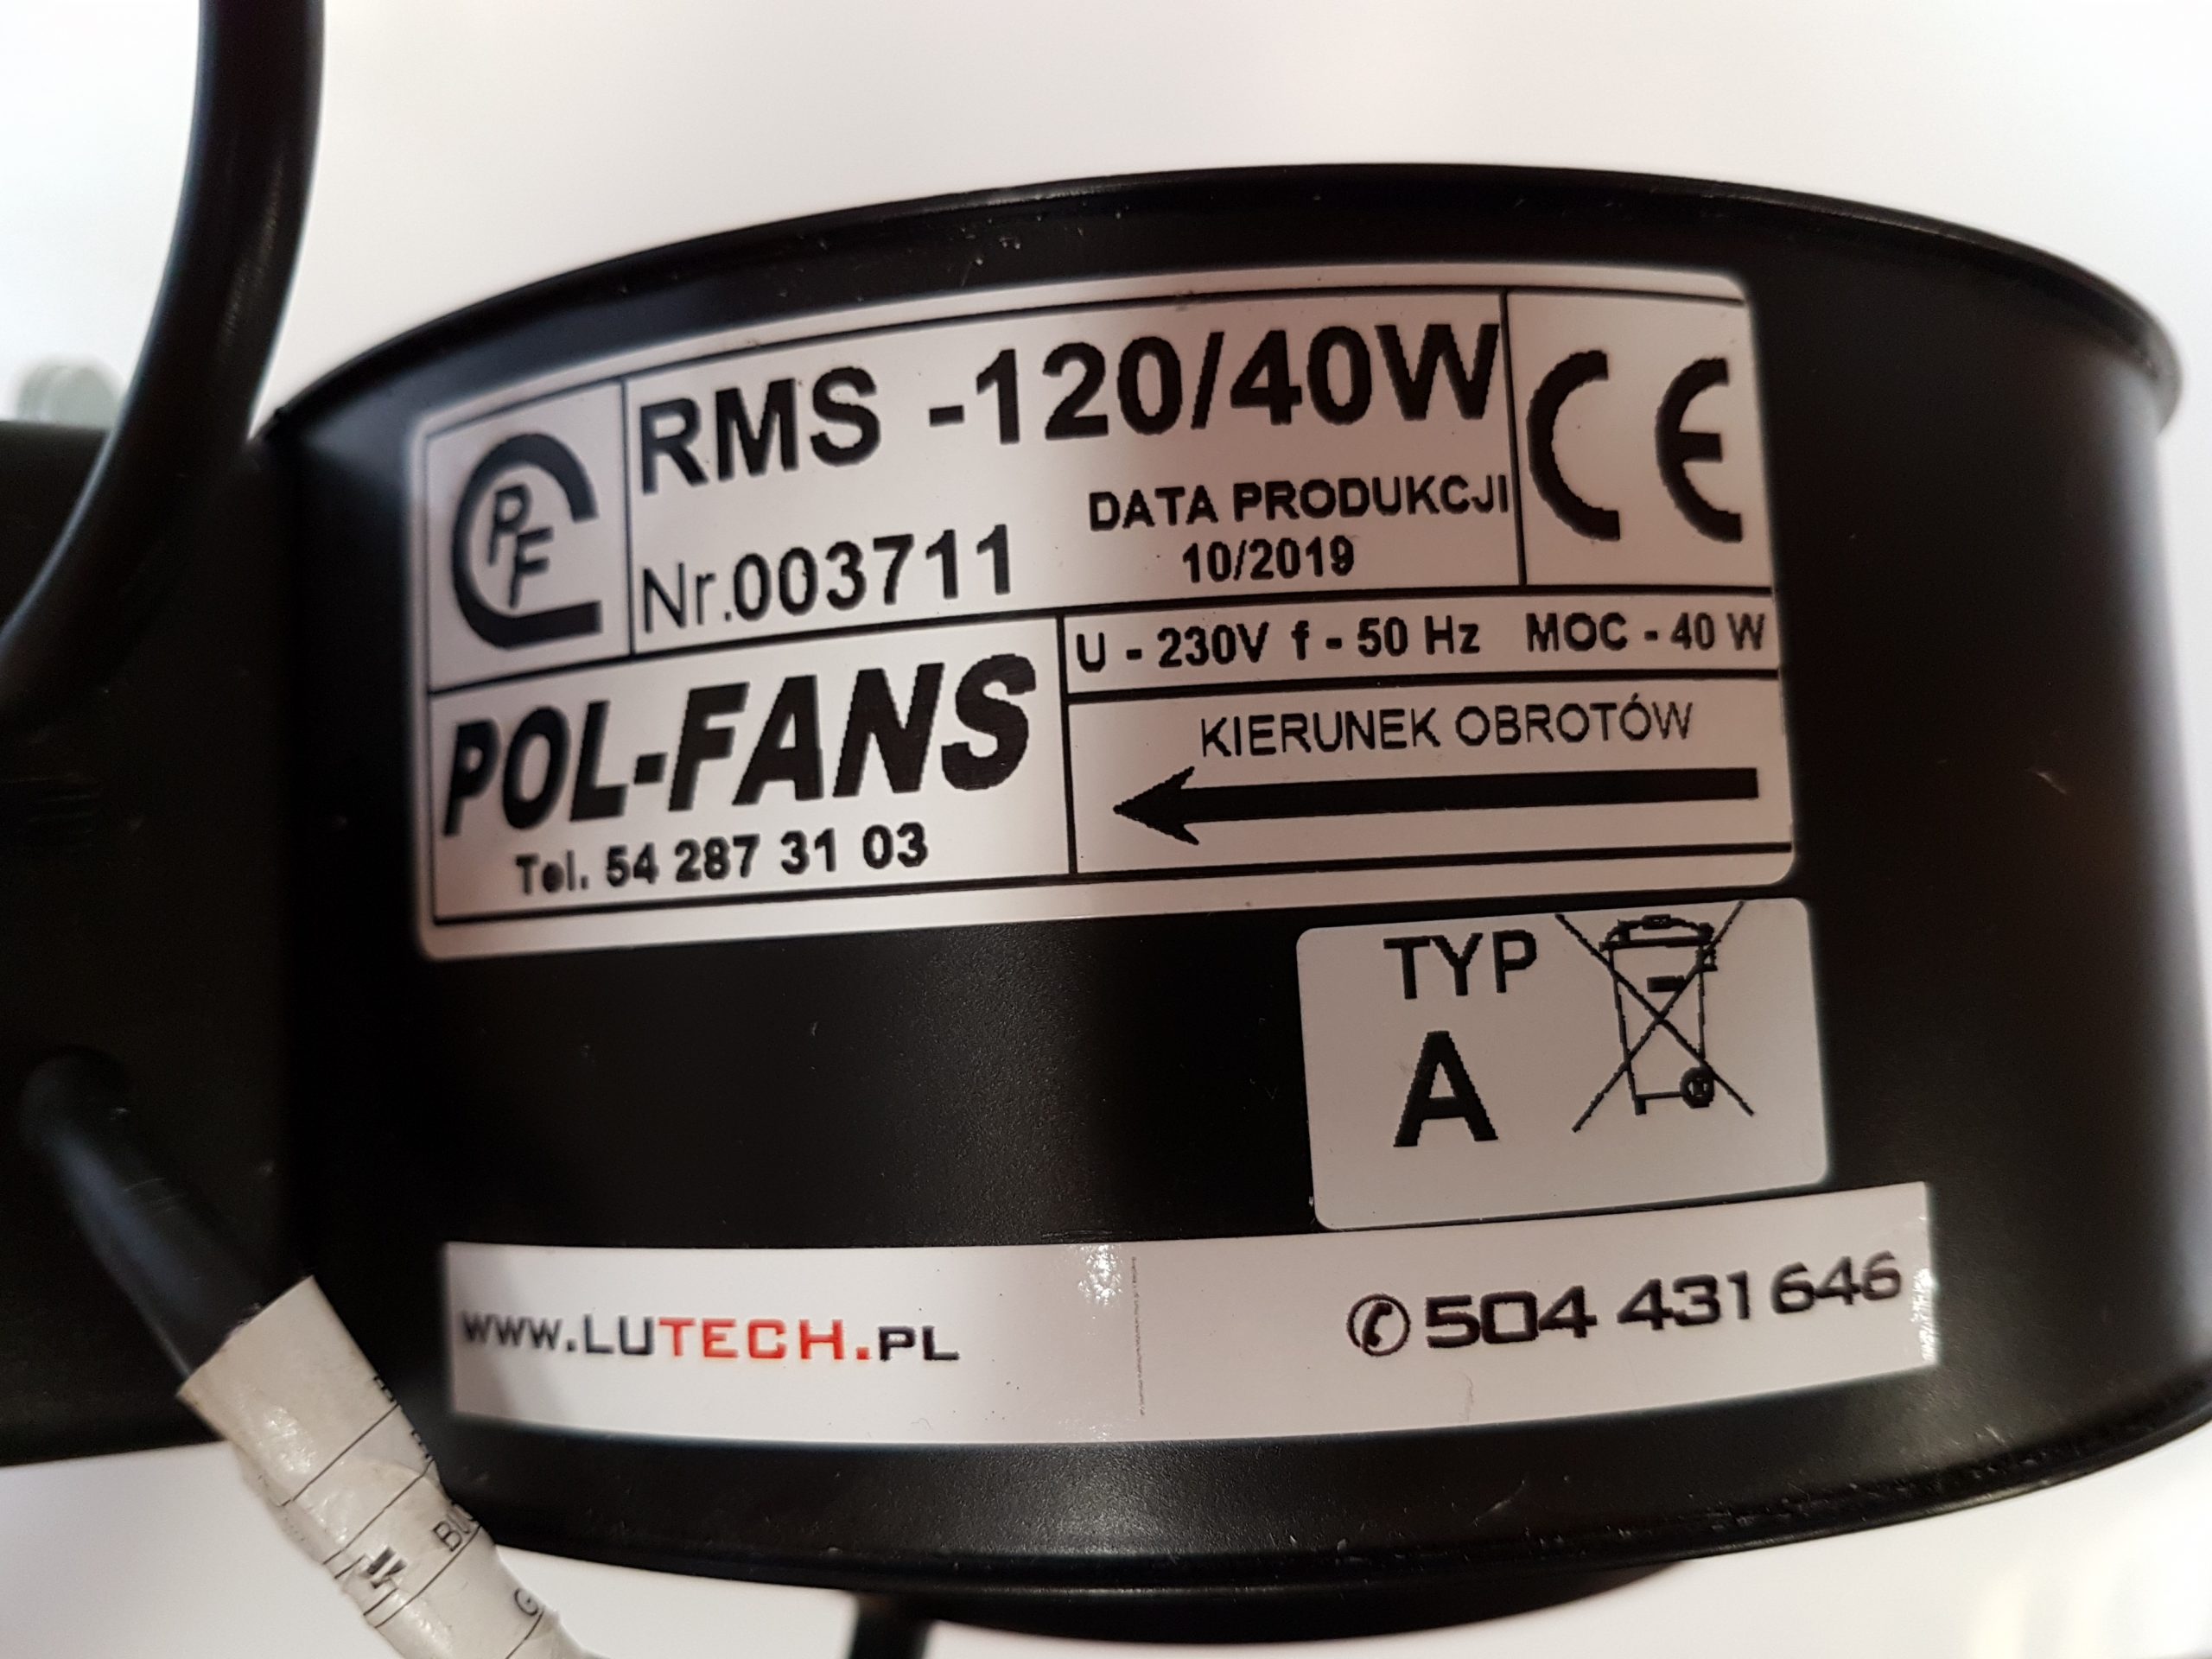 PF
RMS -120/40W
Nr.003711
DATA PRODUKCJI
10/2019
CE
POL-FANS
Tel. 54 287 31 03
U - 230V f - 50 Hz MOC - 40 W
KIERUNEK OBROTÓW
TYP
A
www.LUTECH.PL
504 431 646